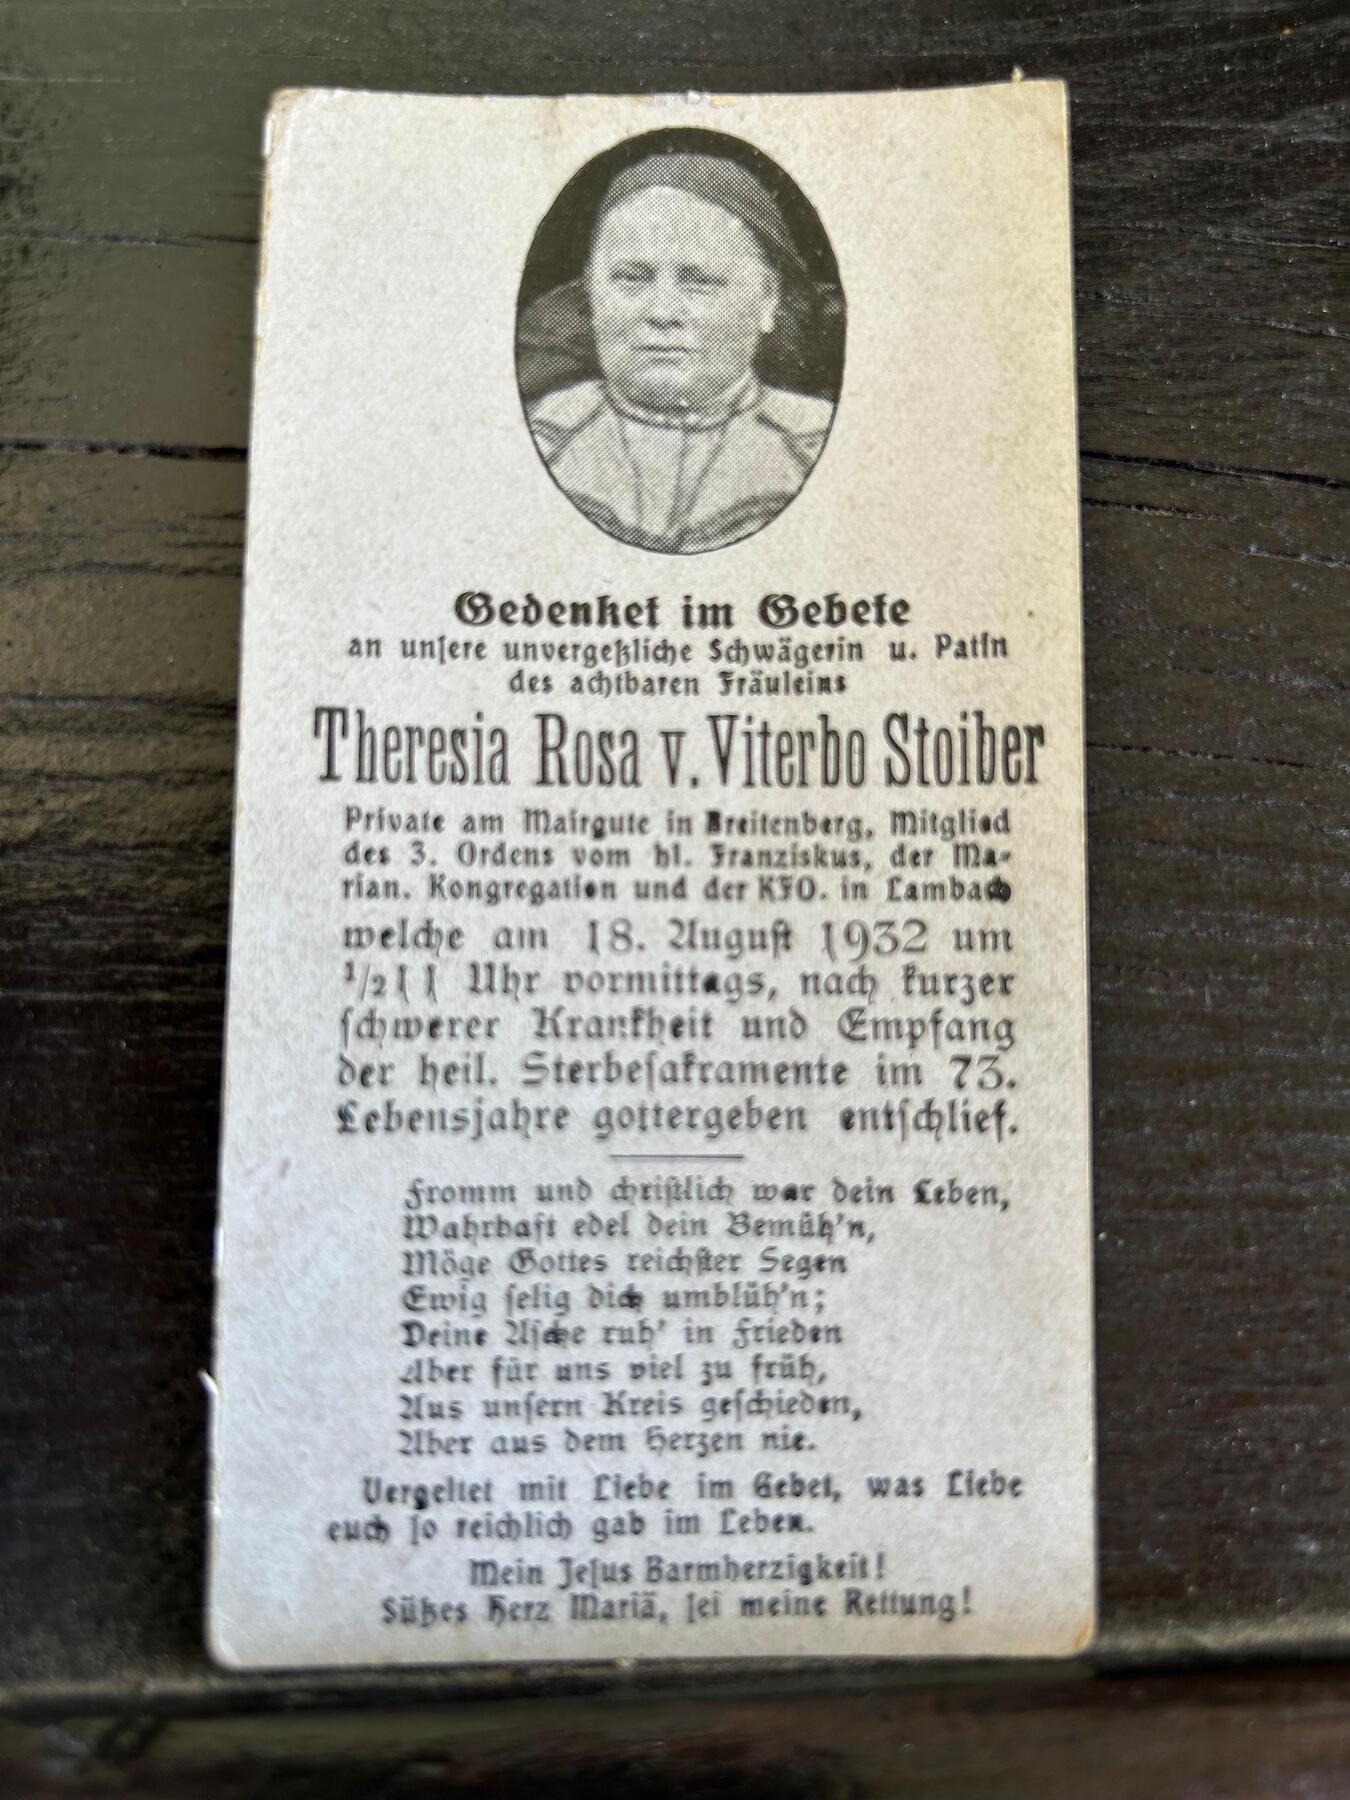 Gedenket im Gebete
an unsere unvergeßliche Schwägerin u. Patin
des achtbaren Fräuleins
Theresia Rosa v. Viterbo Stoiber
Private am Mairgute in Breitenberg, Mitglied
des 3. Ordens vom hl. Franziskus, der Ma-
rian. Kongregation und der KFO. in Lambach
welche am 18. August 1932 um
1/2 11 Uhr vormittags, nach kurzer
schwerer Krankheit und Empfang
der heil. Sterbesakramente im 73.
Lebensjahre gottergeben entschlief.
Fromm und christlich war dein Leben,
Wahrhaft edel dein Bemüh'n,
Möge Gottes reichster Segen
Ewig selig dich umblüh'n;
Deine Asche ruh' in Frieden
Aber für uns viel zu früh,
Aus unsern Kreis geschieden,
Aber aus dem Herzen nie.
Vergeltet mit Liebe im Gebet, was Liebe
euch so reichlich gab im Leben.
Mein Jesus Barmherzigkeit!
Süßes Herz Mariä, sei meine Rettung!